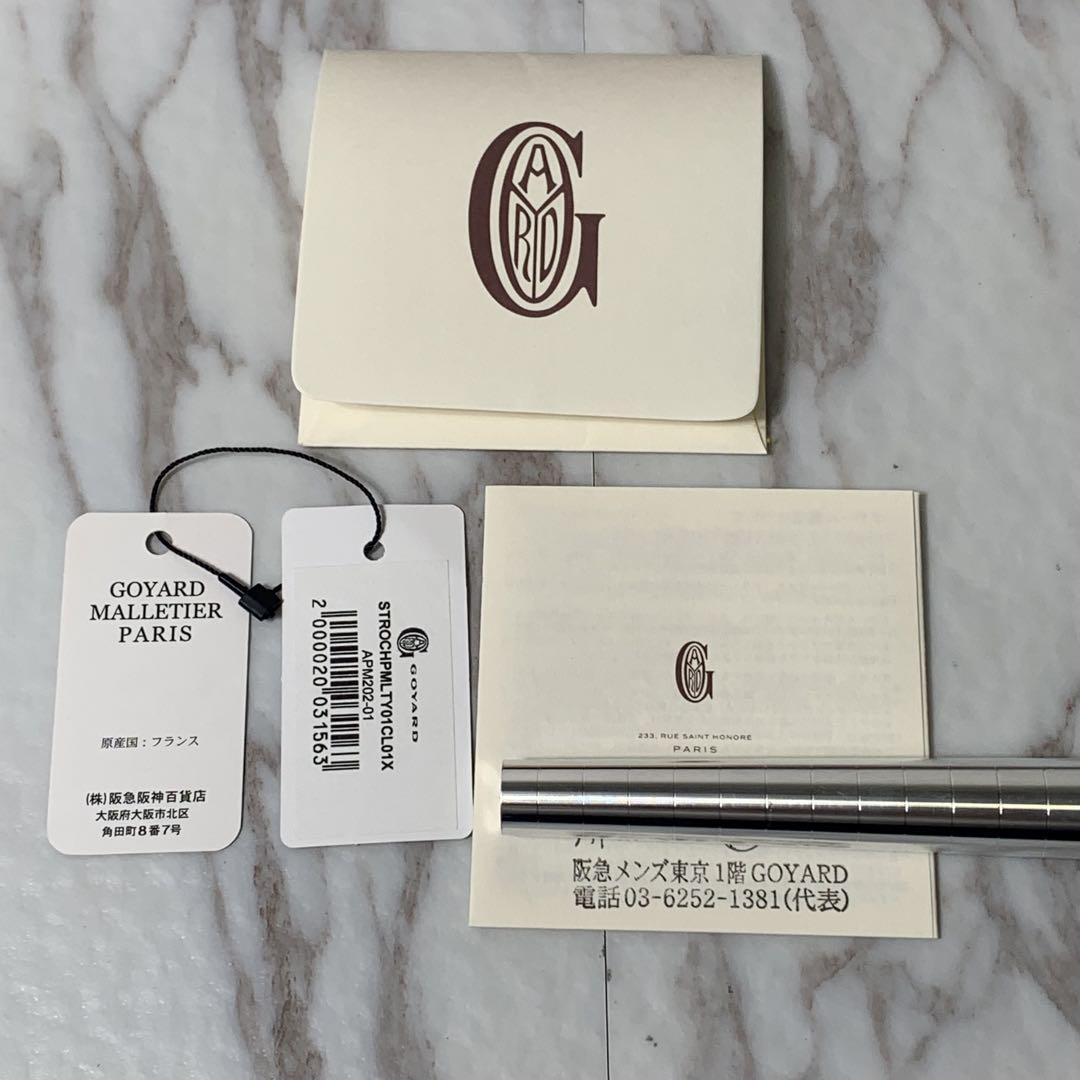 GOYARD
MALLETIER
PARIS
原産国：フランス
(株)阪急阪神百貨店
大阪府大阪市北区
角田町8番7号
GOYARD
STROCHPMLTY01CL01X
APM202-01
2 000020 031563
233, RUE SAINT HONORÉ
PARIS
阪急メンズ東京1階GOYARD
電話03-6252-1381(代表)